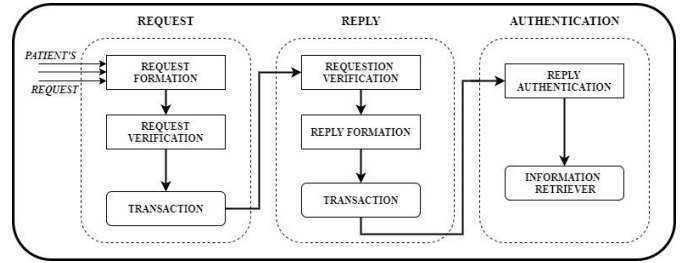 REQUEST
REPLY
AUTHENTICATION
PATIENT'S
REQUEST
REQUEST
FORMATION
REQUEST
VERIFICATION
TRANSACTION
REQUESTION
VERIFICATION
REPLY FORMATION
TRANSACTION
REPLY
AUTHENTICATION
INFORMATION
RETRIEVER